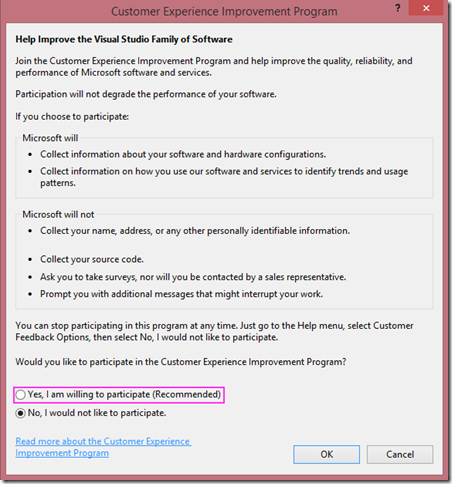 Customer Experience Improvement Program
Help Improve the Visual Studio Family of Software
Join the Customer Experience Improvement Program and help improve the quality, reliability, and
performance of Microsoft software and services.
Participation will not degrade the performance of your software.
If you choose to participate:
Microsoft will
• Collect information about your software and hardware configurations.
• Collect information on how you use our software and services to identify trends and usage
patterns.
Microsoft will not
• Collect your name, address, or any other personally identifiable information.
• Collect your source code.
• Ask you to take surveys, nor will you be contacted by a sales representative.
• Prompt you with additional messages that might interrupt your work.
You can stop participating in this program at any time. Just go to the Help menu, select Customer
Feedback Options, then select No, I would not like to participate.
Would you like to participate in the Customer Experience Improvement Program?
Yes, I am willing to participate (Recommended)
No, I would not like to participate.
Read more about the Customer Experience
Improvement Program
OK
Cancel